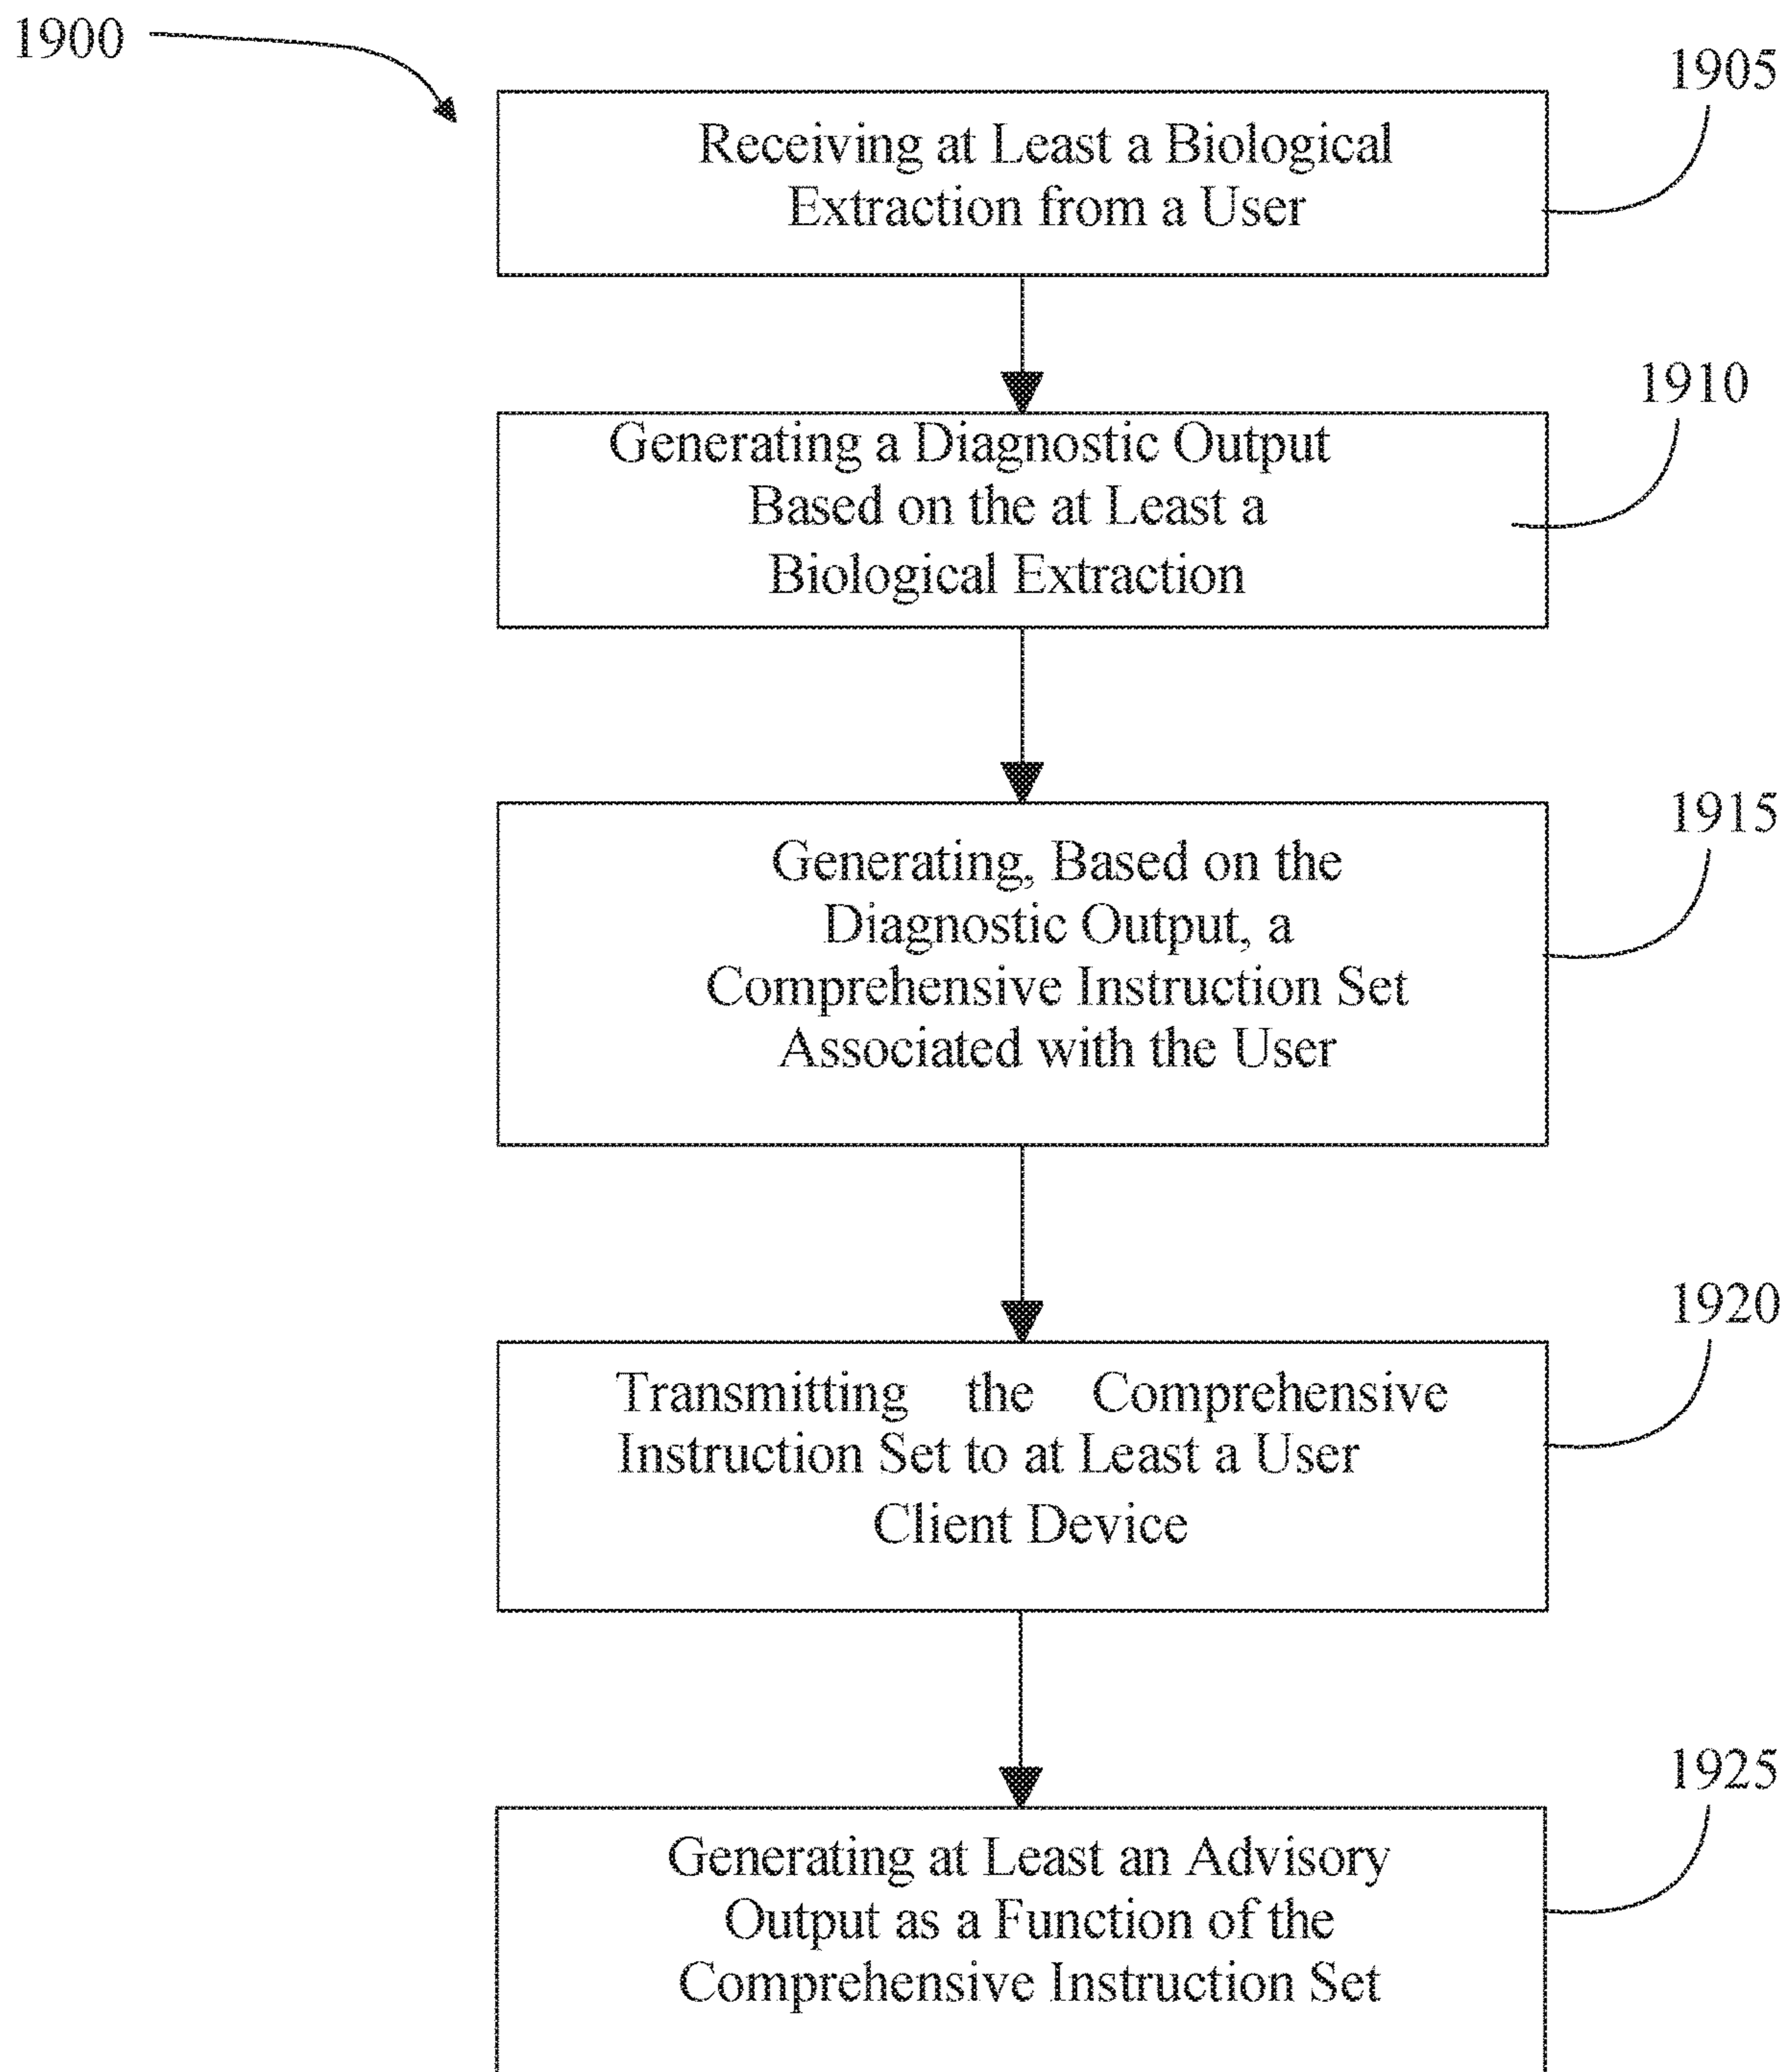 1900
1905
Receiving at Least a Biological
Extraction from a User
1910
Generating a Diagnostic Output
Based on the at Least a
Biological Extraction
1915
Generating, Based on the
Diagnostic Output, a
Comprehensive Instruction Set
Associated with the User
1920
Transmitting the Comprehensive
Instruction Set to at Least a User
Client Device
1925
Generating at Least an Advisory
Output as a Function of the
Comprehensive Instruction Set